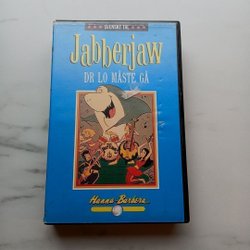 SVENSKT TAL
Jabberjaw
DR LO MÅSTE GÅ
Hanna-Barbera